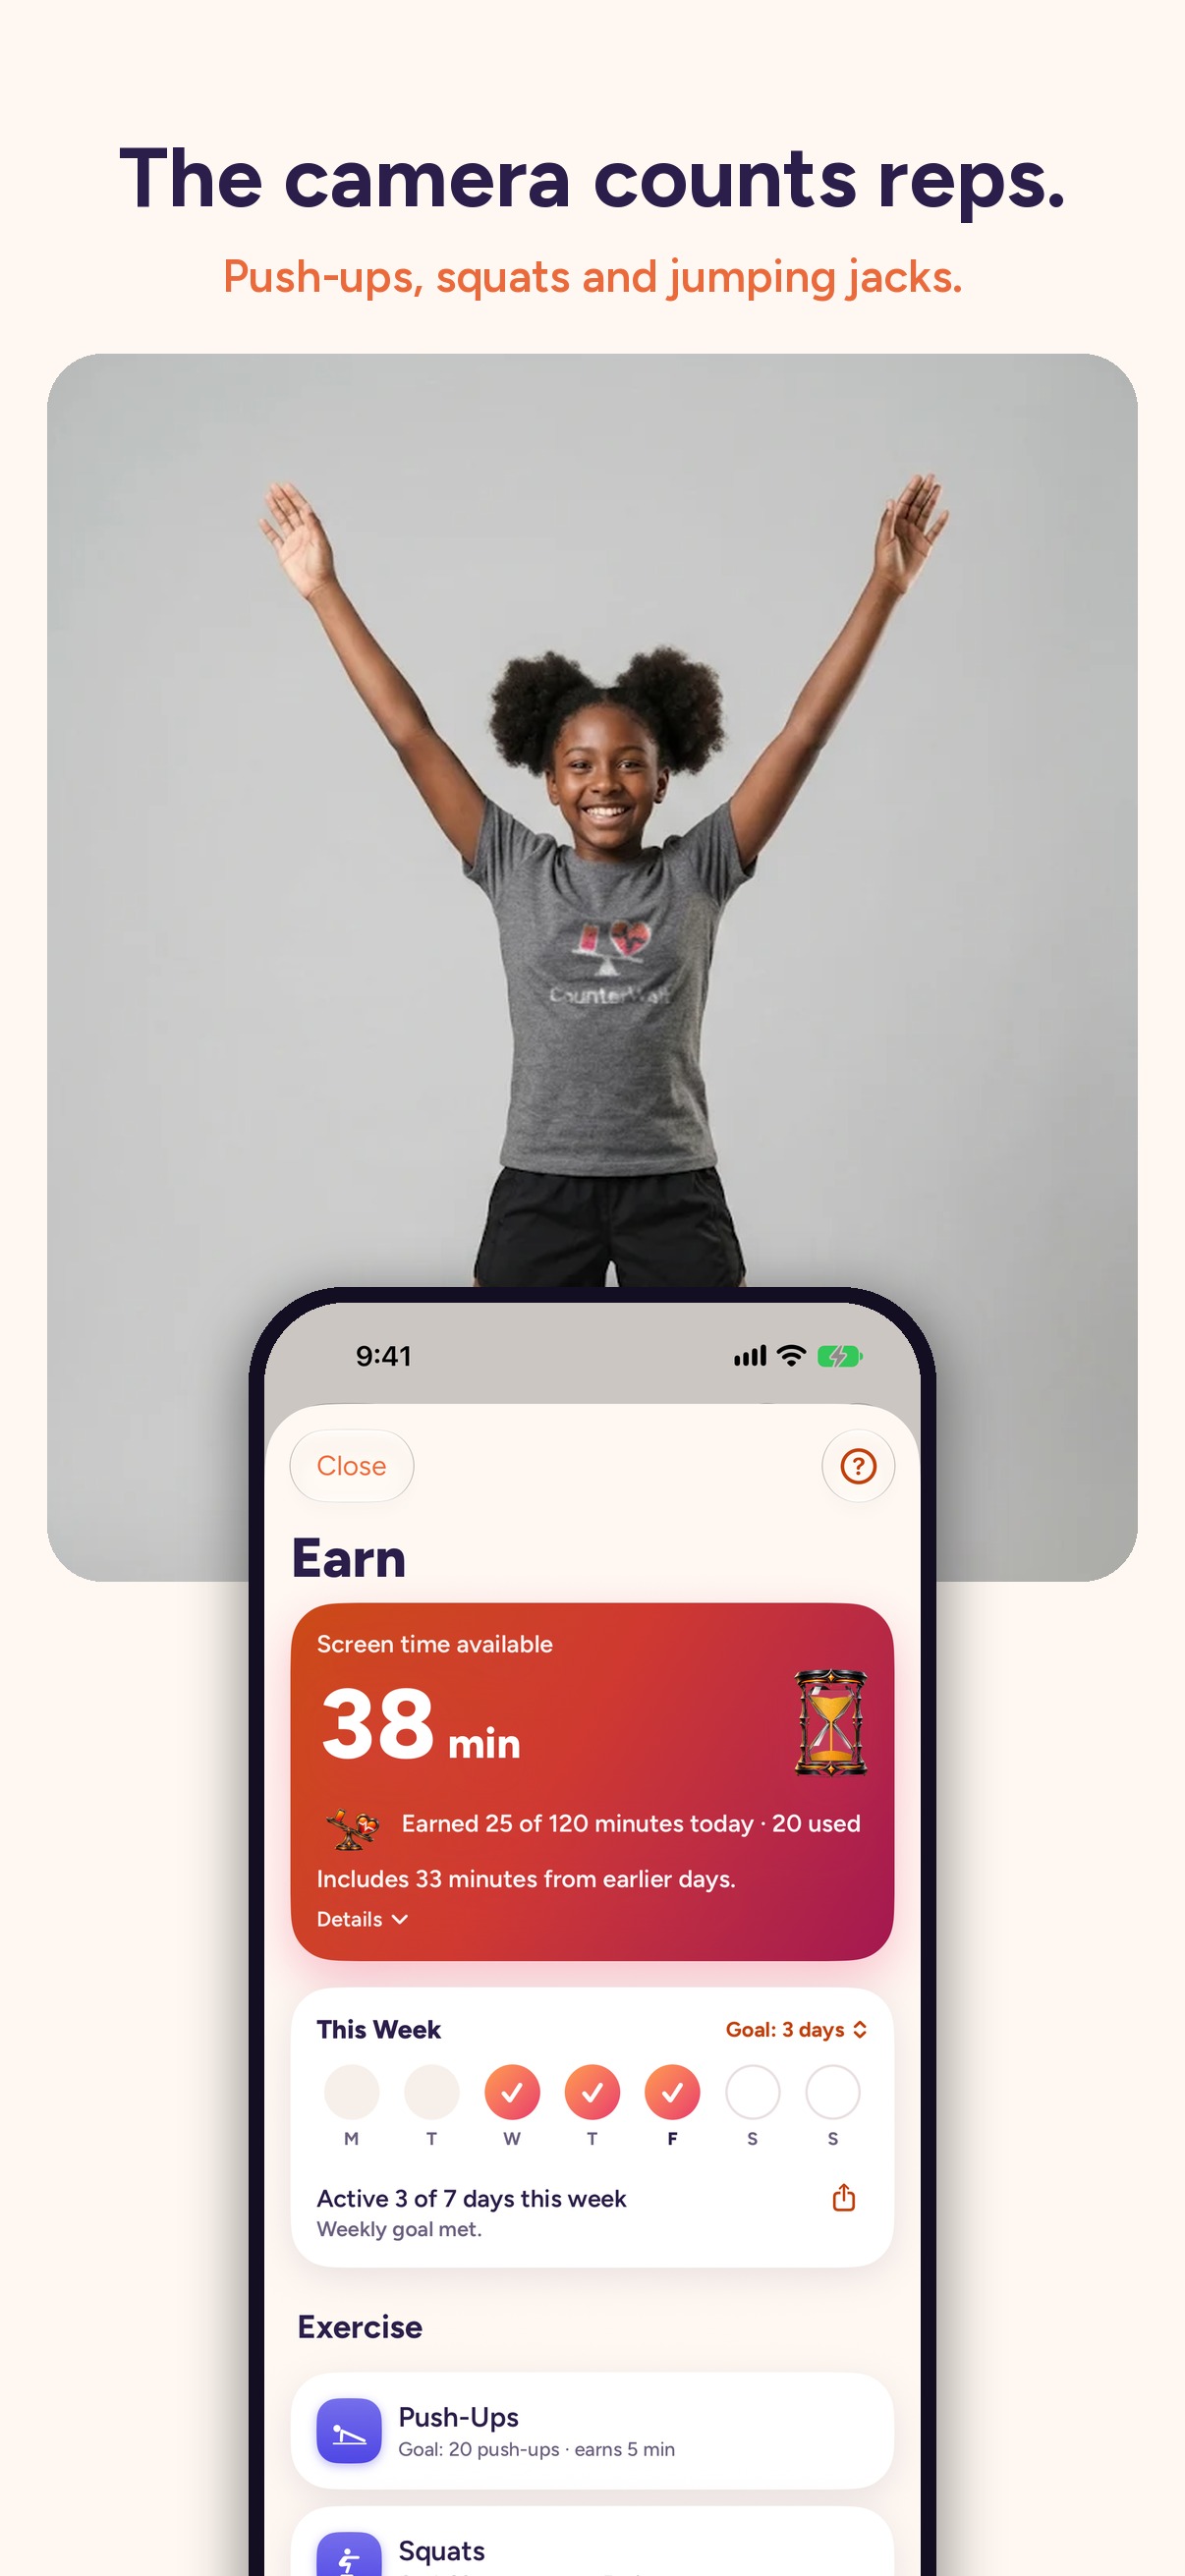 The camera counts reps.
Push-ups, squats and jumping jacks.
9:41
Close
?
Earn
Screen time available
38 min
Earned 25 of 120 minutes today · 20 used
Includes 33 minutes from earlier days.
Details
This Week
Goal: 3 days
M T W T F S S
Active 3 of 7 days this week
Weekly goal met.
Exercise
Push-Ups
Goal: 20 push-ups · earns 5 min
Squats